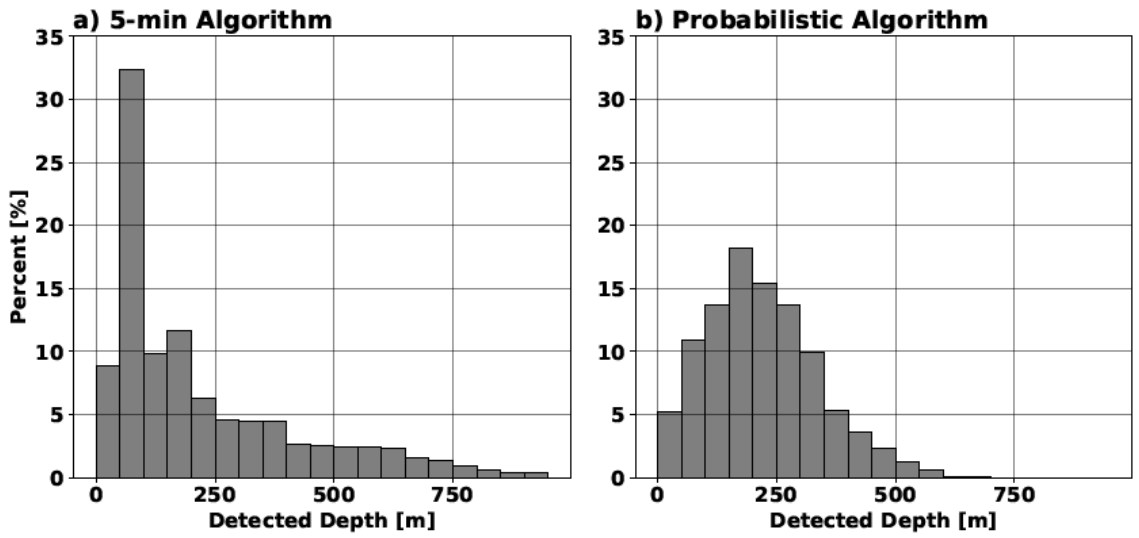 a) 5-min Algorithm
35
30
25
20
15
10
5
0
Percent [%]
0 250 500 750
Detected Depth [m]
b) Probabilistic Algorithm
35
30
25
20
15
10
5
0
0 250 500 750
Detected Depth [m]